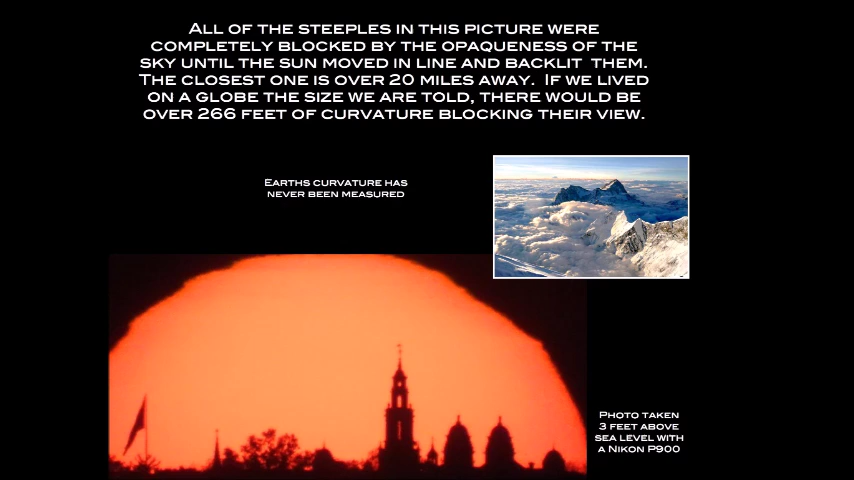 ALL OF THE STEEPLES IN THIS PICTURE WERE
COMPLETELY BLOCKED BY THE OPAQUENESS OF THE
SKY UNTIL THE SUN MOVED IN LINE AND BACKLIT THEM.
THE CLOSEST ONE IS OVER 20 MILES AWAY. IF WE LIVED
ON A GLOBE THE SIZE WE ARE TOLD, THERE WOULD BE
OVER 266 FEET OF CURVATURE BLOCKING THEIR VIEW.
EARTHS CURVATURE HAS
NEVER BEEN MEASURED
PHOTO TAKEN
3 FEET ABOVE
SEA LEVEL WITH
A NIKON P900